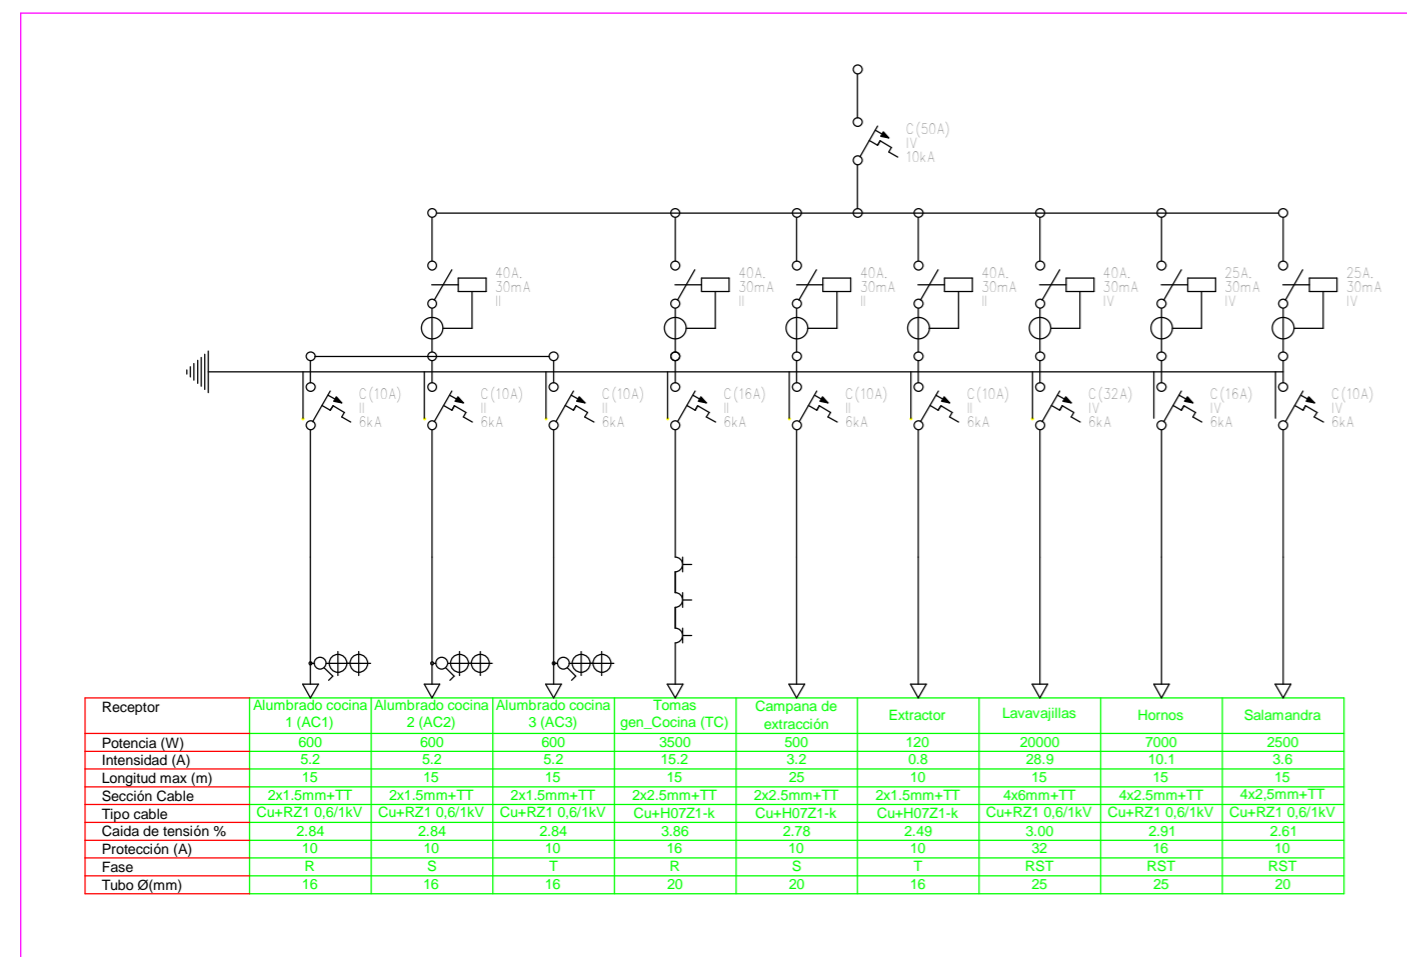 C(50A)
IV
10kA
40A.
30mA
II
40A.
30mA
II
40A.
30mA
II
40A.
30mA
II
40A.
30mA
IV
25A.
30mA
IV
25A.
30mA
IV
C(10A)
II
6kA
C(10A)
II
6kA
C(10A)
II
6kA
C(16A)
II
6kA
C(10A)
II
6kA
C(10A)
II
6kA
C(32A)
IV
6kA
C(16A)
IV
6kA
C(10A)
IV
6kA
Receptor Alumbrado cocina 1 (AC1) Alumbrado cocina 2 (AC2) Alumbrado cocina 3 (AC3) Tomas gen_Cocina (TC) Campana de extracción Extractor Lavavajillas Hornos Salamandra
Potencia (W) 600 600 600 3500 500 120 20000 7000 2500
Intensidad (A) 5.2 5.2 5.2 15.2 3.2 0.8 28.9 10.1 3.6
Longitud max (m) 15 15 15 15 25 10 15 15 15
Sección Cable 2x1.5mm+TT 2x1.5mm+TT 2x1.5mm+TT 2x2.5mm+TT 2x2.5mm+TT 2x1.5mm+TT 4x6mm+TT 4x2.5mm+TT 4x2,5mm+TT
Tipo cable Cu+RZ1 0,6/1kV Cu+RZ1 0,6/1kV Cu+RZ1 0,6/1kV Cu+H07Z1-k Cu+H07Z1-k Cu+H07Z1-k Cu+RZ1 0,6/1kV Cu+RZ1 0,6/1kV Cu+RZ1 0,6/1kV
Caida de tensión % 2.84 2.84 2.84 3.86 2.78 2.49 3.00 2.91 2.61
Protección (A) 10 10 10 16 10 10 32 16 10
Fase R S T R S T RST RST RST
Tubo Ø(mm) 16 16 16 20 20 16 25 25 20